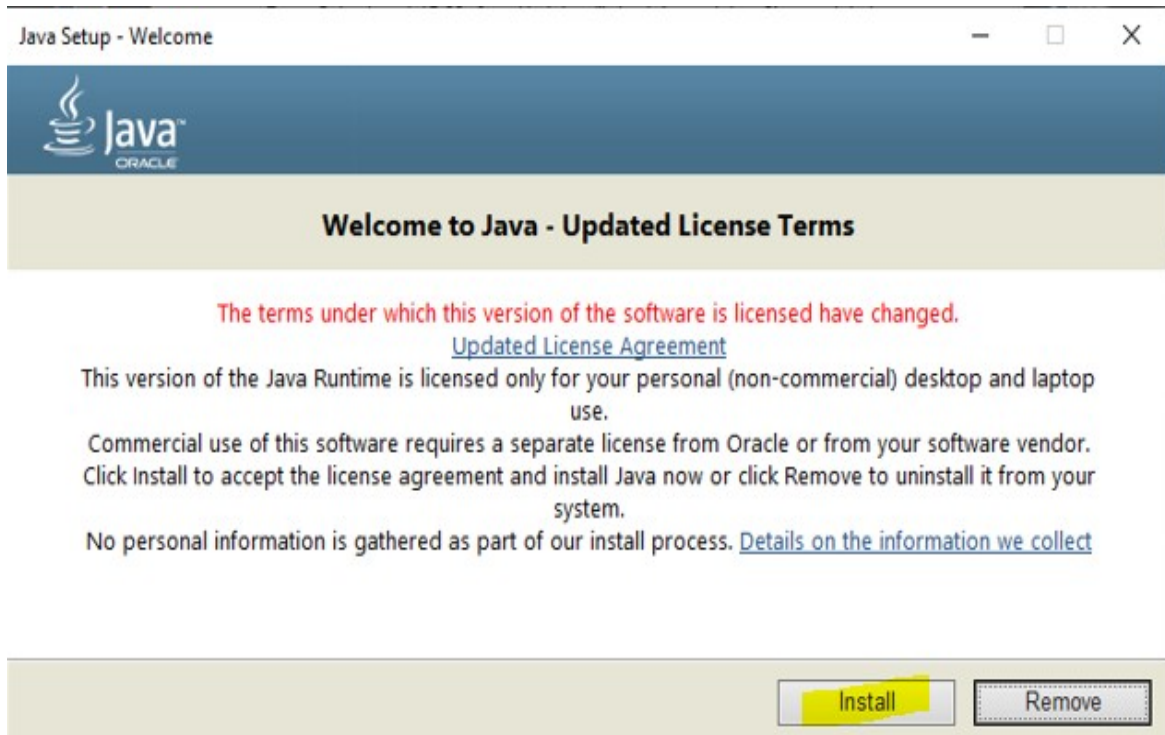 Java Setup - Welcome
Java™
ORACLE
Welcome to Java - Updated License Terms
The terms under which this version of the software is licensed have changed.
Updated License Agreement
This version of the Java Runtime is licensed only for your personal (non-commercial) desktop and laptop
use.
Commercial use of this software requires a separate license from Oracle or from your software vendor.
Click Install to accept the license agreement and install Java now or click Remove to uninstall it from your
system.
No personal information is gathered as part of our install process. Details on the information we collect
Install Remove